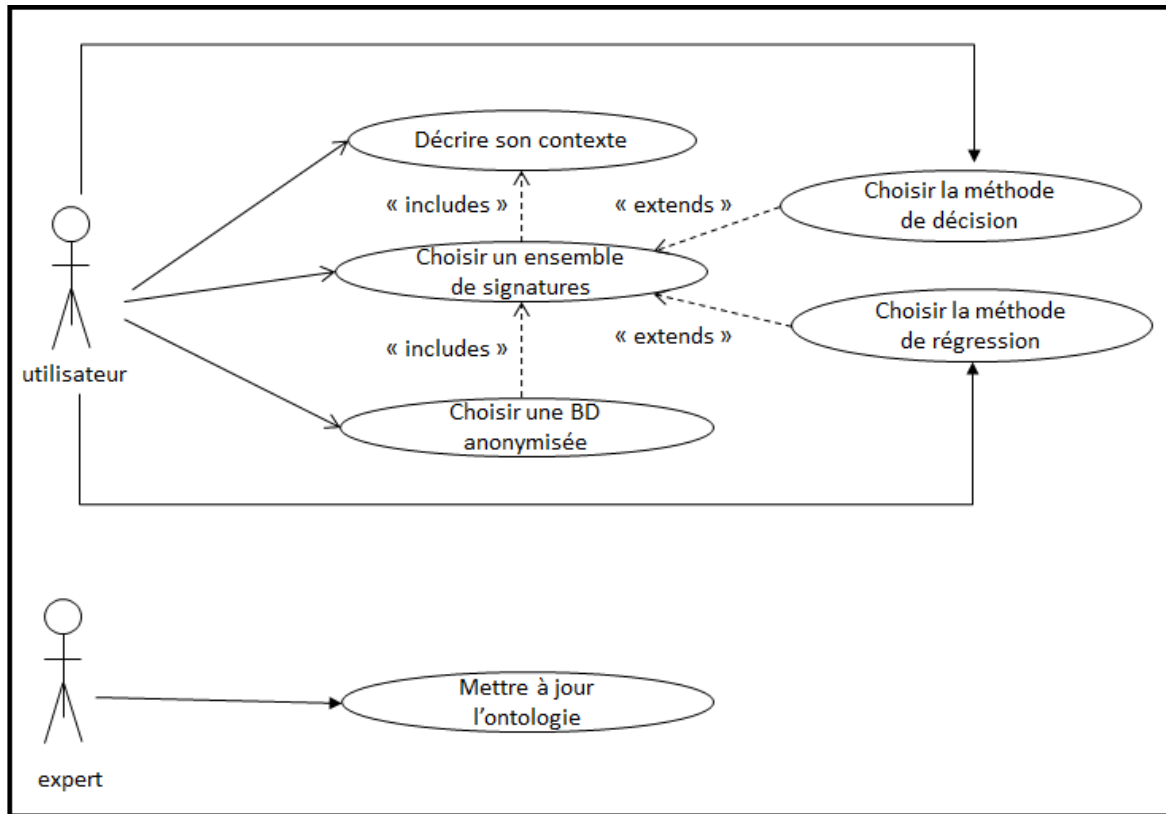 Décrire son contexte
« includes »
« extends »
Choisir la méthode
de décision
Choisir un ensemble
de signatures
Choisir la méthode
de régression
« includes »
« extends »
utilisateur
Choisir une BD
anonymisée
Mettre à jour
l'ontologie
expert